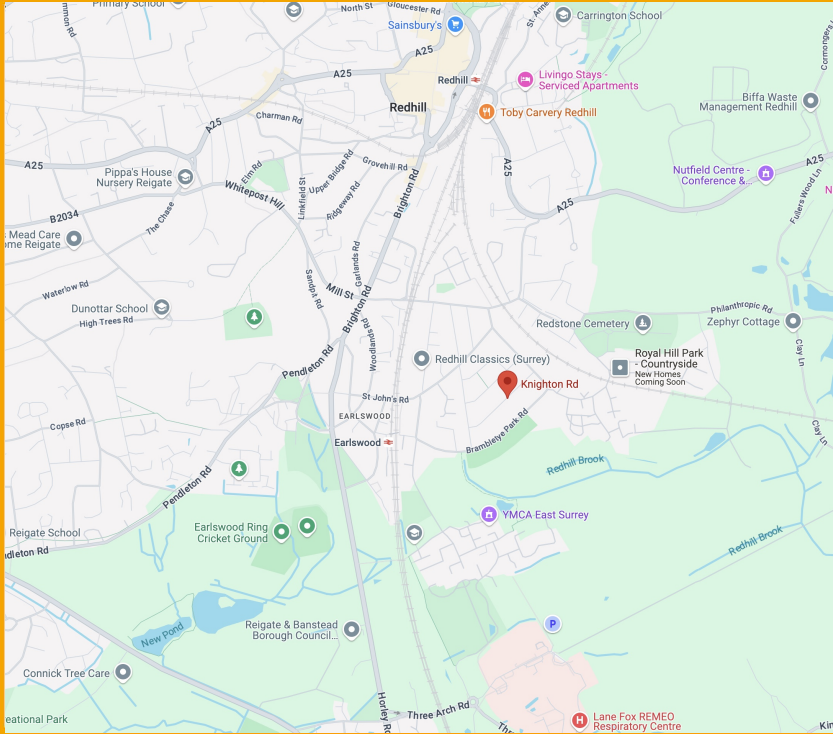 Primary School
North St
Gloucester Rd
Sainsbury's
St. Anne
Carrington School
A25
A25
Redhill
Livingo Stays -
Serviced Apartments
Biffa Waste
Management Redhill
Redhill
Toby Carvery Redhill
Charman Rd
A25
A25
A25
A25
A25
Elm Rd
Upper Bridge Rd
Grovehill Rd
Pippa's House
Nursery Reigate
Nutfield Centre -
Conference &...
Fullers Wood Ln
Whitepost Hill
Linkfield St
Ridgeway Rd
Brighton Rd
B2034
The Chase
s Mead Care
ome Reigate
Waterlow Rd
Garlands Rd
Mill St
Brighton Rd
Dunottar School
High Trees Rd
Philanthropic Rd
Redstone Cemetery
Zephyr Cottage
Clay Ln
Woodlands Rd
Pendleton Rd
Redhill Classics (Surrey)
Royal Hill Park
- Countryside
New Homes
Coming Soon
Knighton Rd
St John's Rd
EARLSWOOD
Copse Rd
Brambletye Park Rd
Clay Ln
Earlswood
Redhill Brook
Pendleton Rd
YMCA East Surrey
Reigate School
Earlswood Ring
Cricket Ground
Redhill Brook
ndleton Rd
P
New Pond
Reigate & Banstead
Borough Council...
Connick Tree Care
Horley Rd
Three Arch Rd
reational Park
H
Lane Fox REMEO
Respiratory Centre